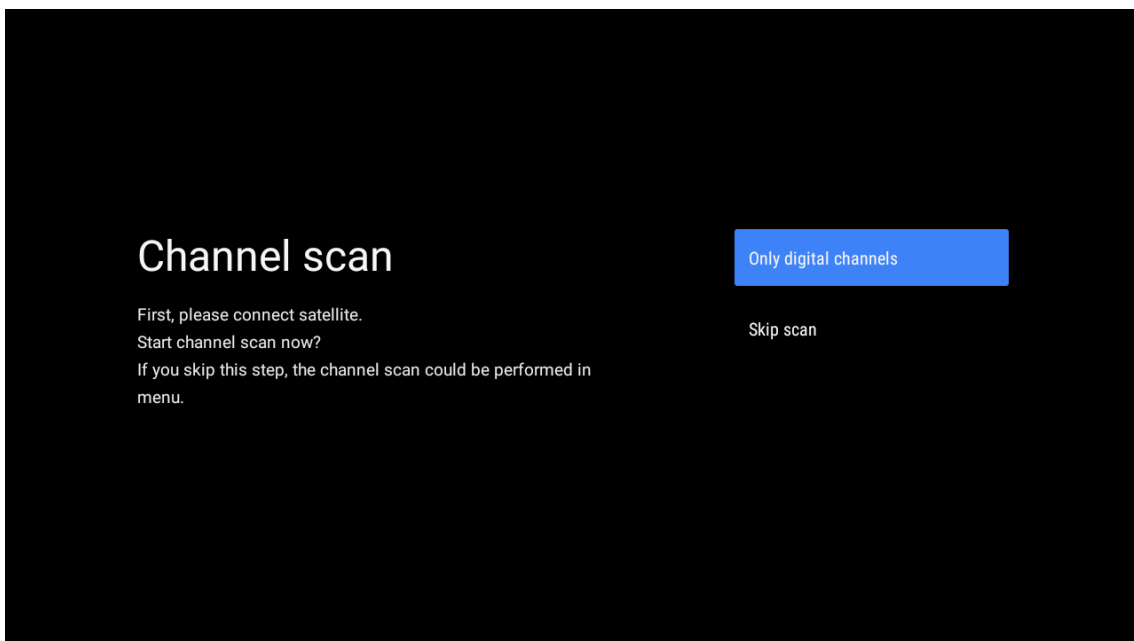 Channel scan
First, please connect satellite.
Start channel scan now?
If you skip this step, the channel scan could be performed in
menu.
Only digital channels
Skip scan